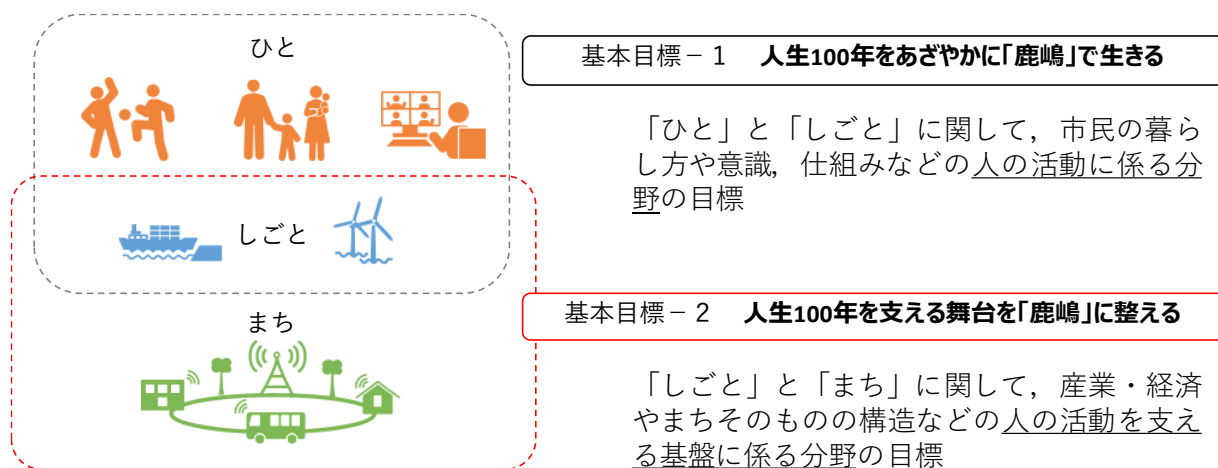 ひと
しごと
まち
基本目標－１　人生100年をあざやかに「鹿嶋」で生きる
「ひと」と「しごと」に関して，市民の暮ら
し方や意識，仕組みなどの人の活動に係る分
野の目標
基本目標－２　人生100年を支える舞台を「鹿嶋」に整える
「しごと」と「まち」に関して，産業・経済
やまちそのものの構造などの人の活動を支え
る基盤に係る分野の目標